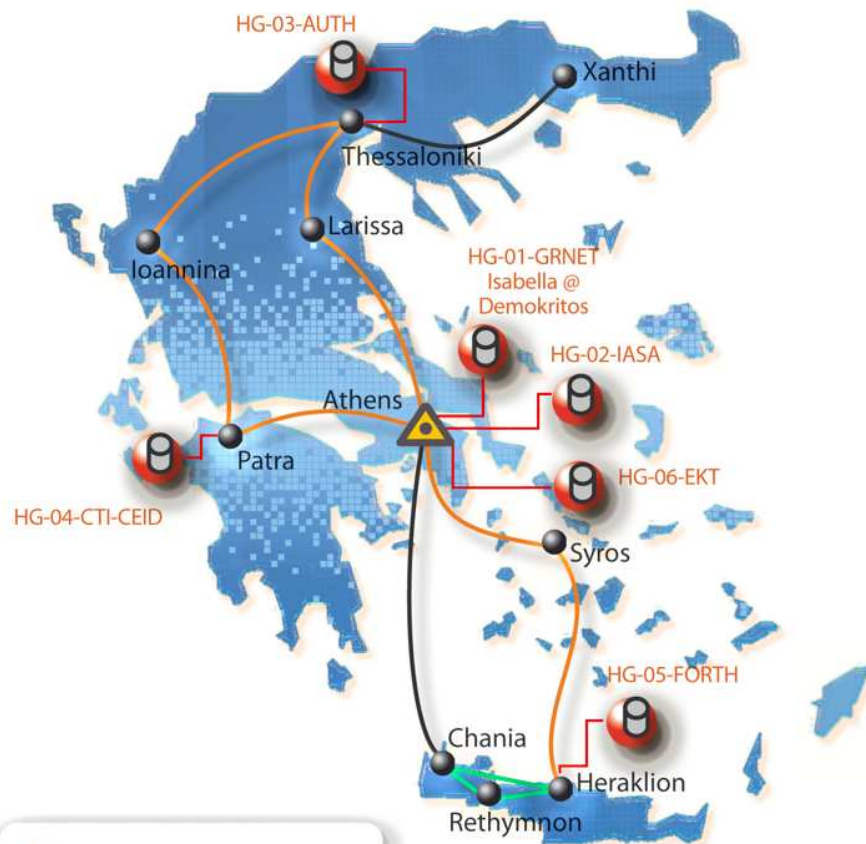 HG-03-AUTH
Xanthi
Thessaloniki
Larissa
Ioannina
HG-01-GRNET
Isabella @
Demokritos
HG-02-IASA
Athens
Patra
HG-06-EKT
HG-04-CTI-CEID
Syros
HG-05-FORTH
Chania
Heraklion
Rethymnon